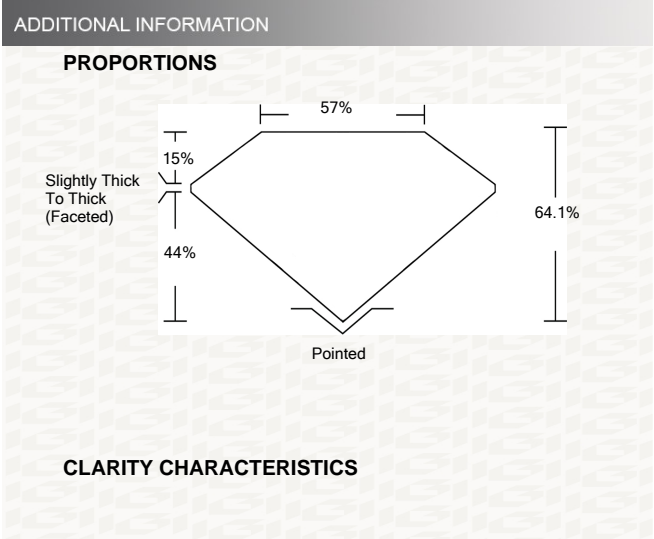 ADDITIONAL INFORMATION
PROPORTIONS
57%
15%
Slightly Thick
To Thick
(Faceted)
64.1%
44%
Pointed
CLARITY CHARACTERISTICS